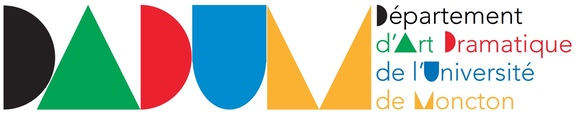 DADUM
Département
d'Art Dramatique
de l'Université
de Moncton